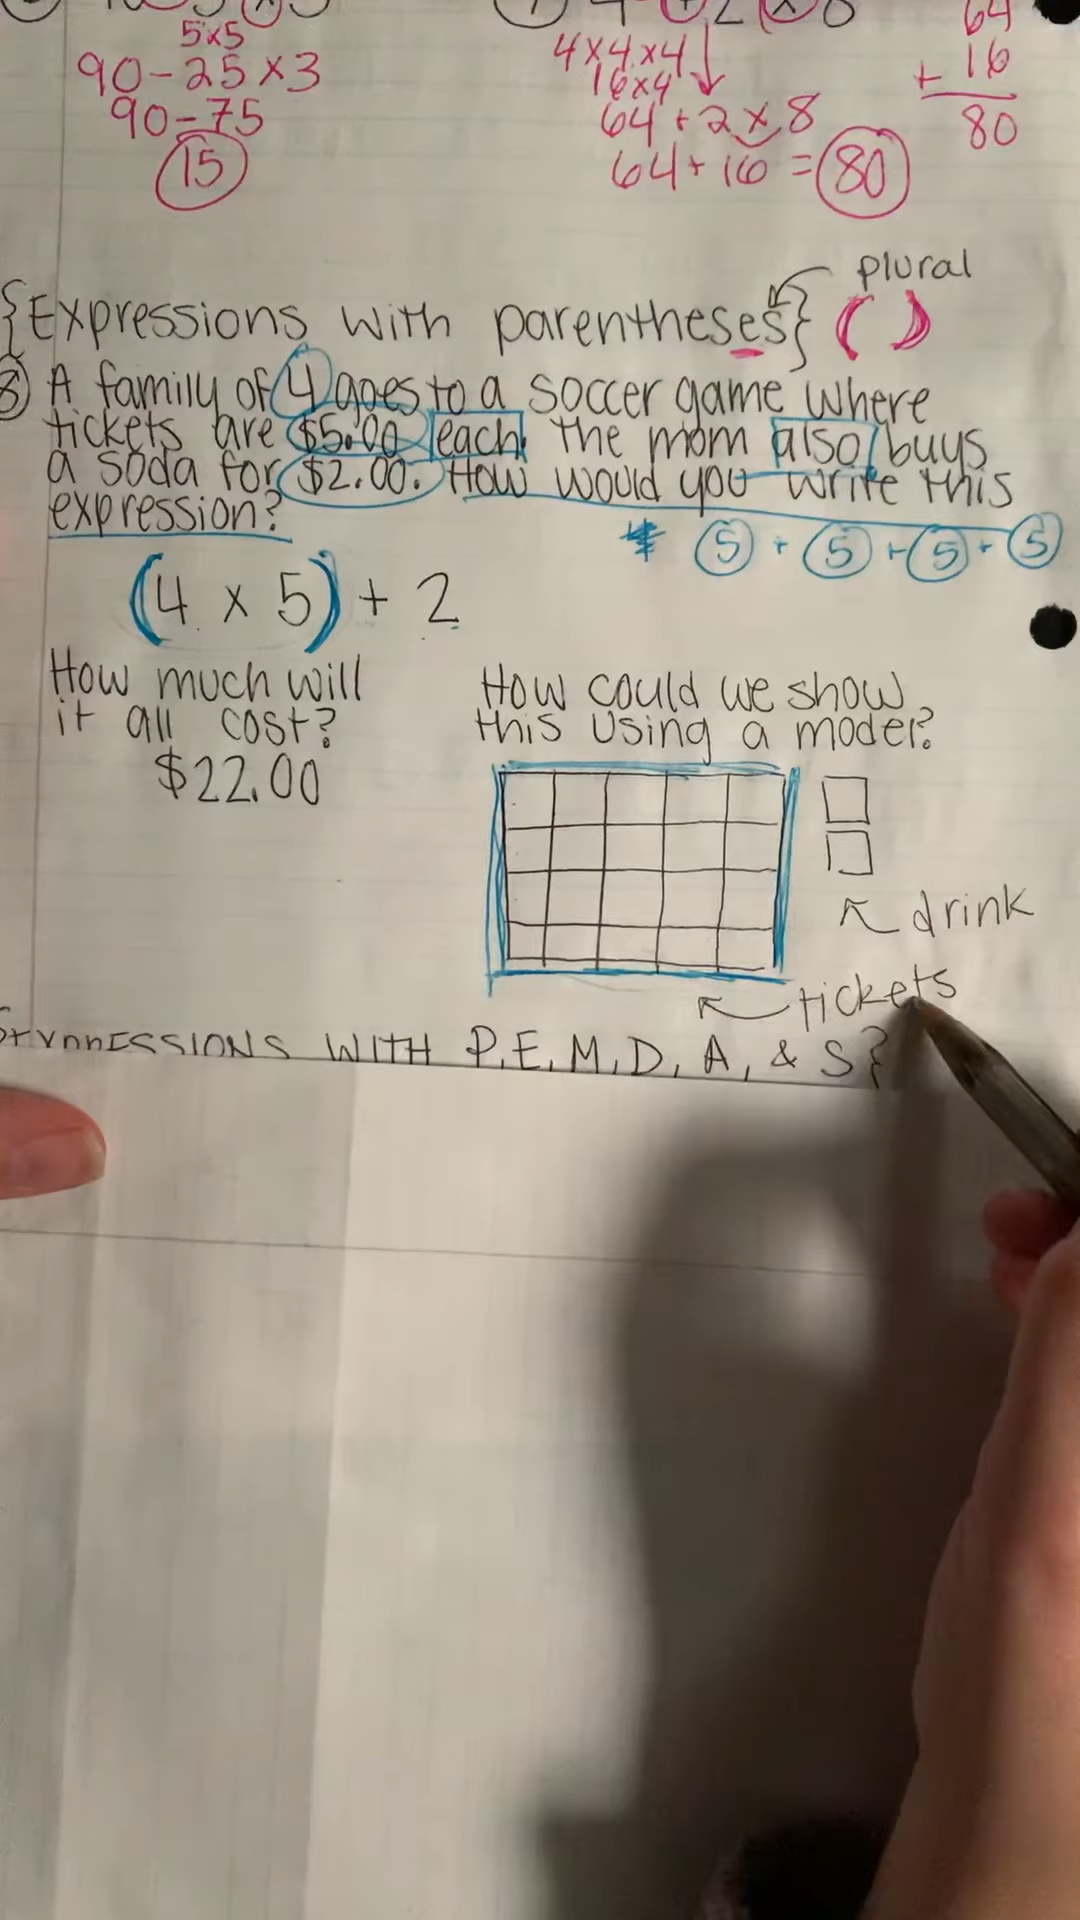 5x5
90-25x3
90-75
15
4x4x4
16x4
64+2x8
64+16=80
64
+ 16
80
plural
{Expressions with parentheses} ( )
8 A family of 4 goes to a soccer game where
tickets are $5.00 each. The mom also buys
a soda for $2.00. How would you write this
expression?
* 5 + 5 + 5 + 5
(4 x 5) + 2
How much will
it all cost?
$22.00
How could we show
this using a model?
drink
tickets
WITH P.E.M.D.A.&S}